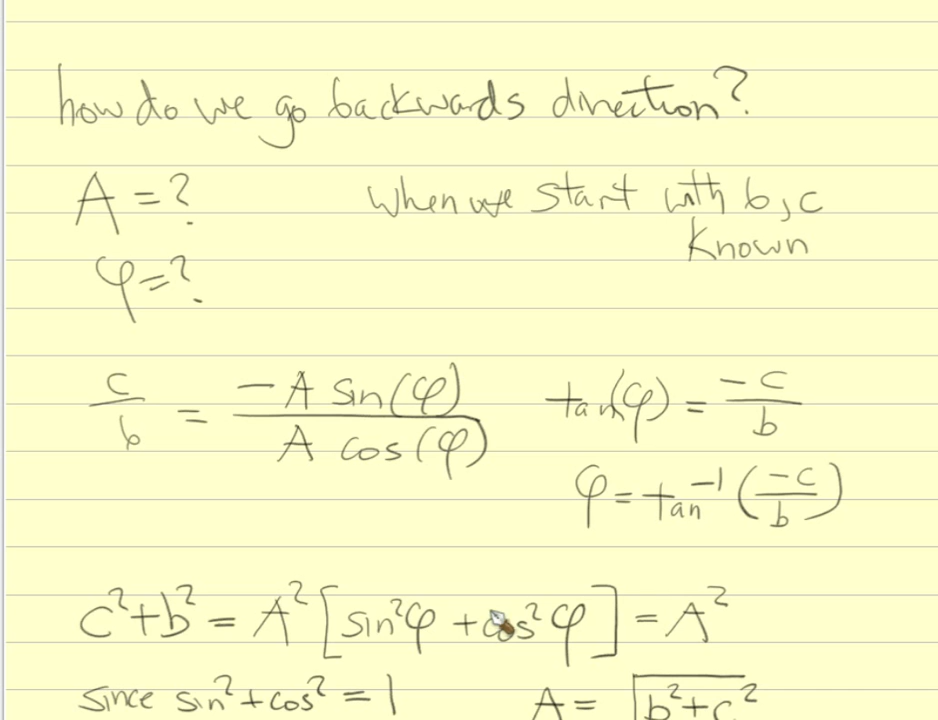 how do we go backwards direction?
A = ? when we start with b, c
known
φ = ?
c/b = -A sin(φ) / A cos(φ) tan(φ) = -c/b
φ = tan⁻¹(-c/b)
c² + b² = A² [sin²φ + cos²φ] = A²
since sin² + cos² = 1 A = √(b² + c²)